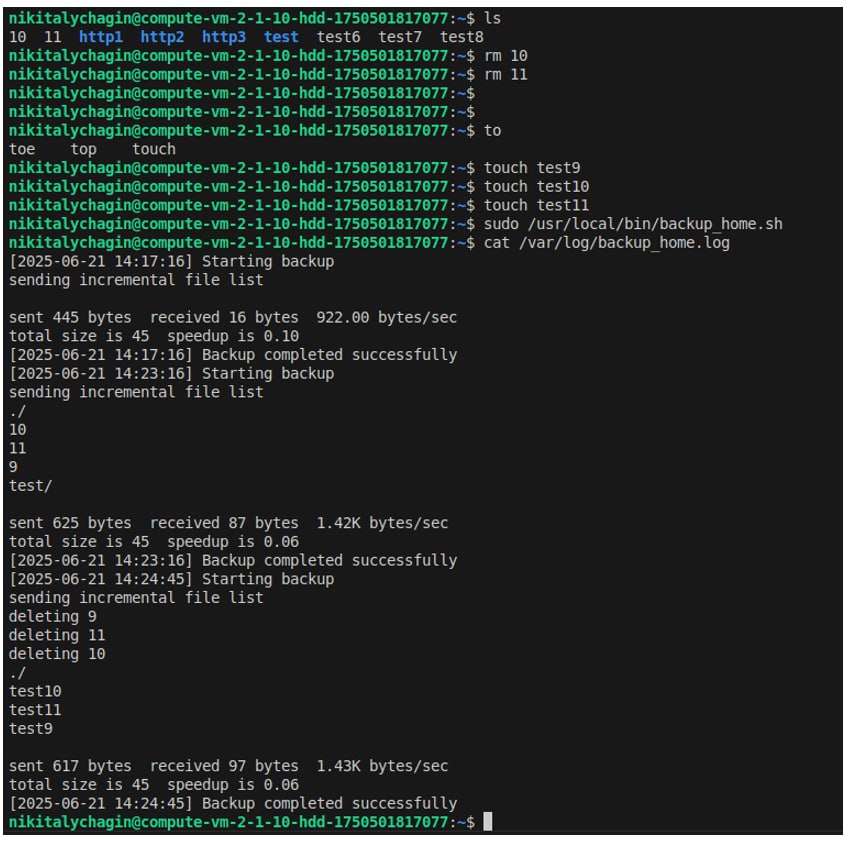 nikitalychagin@compute-vm-2-1-10-hdd-1750501817077:~$ ls
10  11  http1  http2  http3  test  test6  test7  test8
nikitalychagin@compute-vm-2-1-10-hdd-1750501817077:~$ rm 10
nikitalychagin@compute-vm-2-1-10-hdd-1750501817077:~$ rm 11
nikitalychagin@compute-vm-2-1-10-hdd-1750501817077:~$
nikitalychagin@compute-vm-2-1-10-hdd-1750501817077:~$
nikitalychagin@compute-vm-2-1-10-hdd-1750501817077:~$ to
toe    top    touch
nikitalychagin@compute-vm-2-1-10-hdd-1750501817077:~$ touch test9
nikitalychagin@compute-vm-2-1-10-hdd-1750501817077:~$ touch test10
nikitalychagin@compute-vm-2-1-10-hdd-1750501817077:~$ touch test11
nikitalychagin@compute-vm-2-1-10-hdd-1750501817077:~$ sudo /usr/local/bin/backup_home.sh
nikitalychagin@compute-vm-2-1-10-hdd-1750501817077:~$ cat /var/log/backup_home.log
[2025-06-21 14:17:16] Starting backup
sending incremental file list

sent 445 bytes  received 16 bytes  922.00 bytes/sec
total size is 45  speedup is 0.10
[2025-06-21 14:17:16] Backup completed successfully
[2025-06-21 14:23:16] Starting backup
sending incremental file list
./
10
11
9
test/

sent 625 bytes  received 87 bytes  1.42K bytes/sec
total size is 45  speedup is 0.06
[2025-06-21 14:23:16] Backup completed successfully
[2025-06-21 14:24:45] Starting backup
sending incremental file list
deleting 9
deleting 11
deleting 10
./
test10
test11
test9

sent 617 bytes  received 97 bytes  1.43K bytes/sec
total size is 45  speedup is 0.06
[2025-06-21 14:24:45] Backup completed successfully
nikitalychagin@compute-vm-2-1-10-hdd-1750501817077:~$